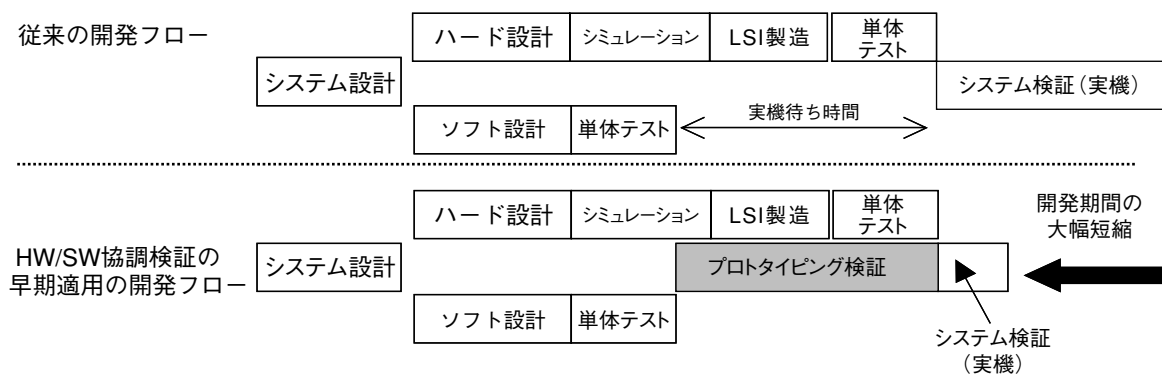 従来の開発フロー
ハード設計
シミュレーション
LSI製造
単体
テスト
システム設計
システム検証（実機）
ソフト設計
単体テスト
実機待ち時間
ハード設計
シミュレーション
LSI製造
単体
テスト
開発期間の
大幅短縮
HW/SW協調検証の
早期適用の開発フロー
システム設計
プロトタイピング検証
ソフト設計
単体テスト
システム検証
（実機）